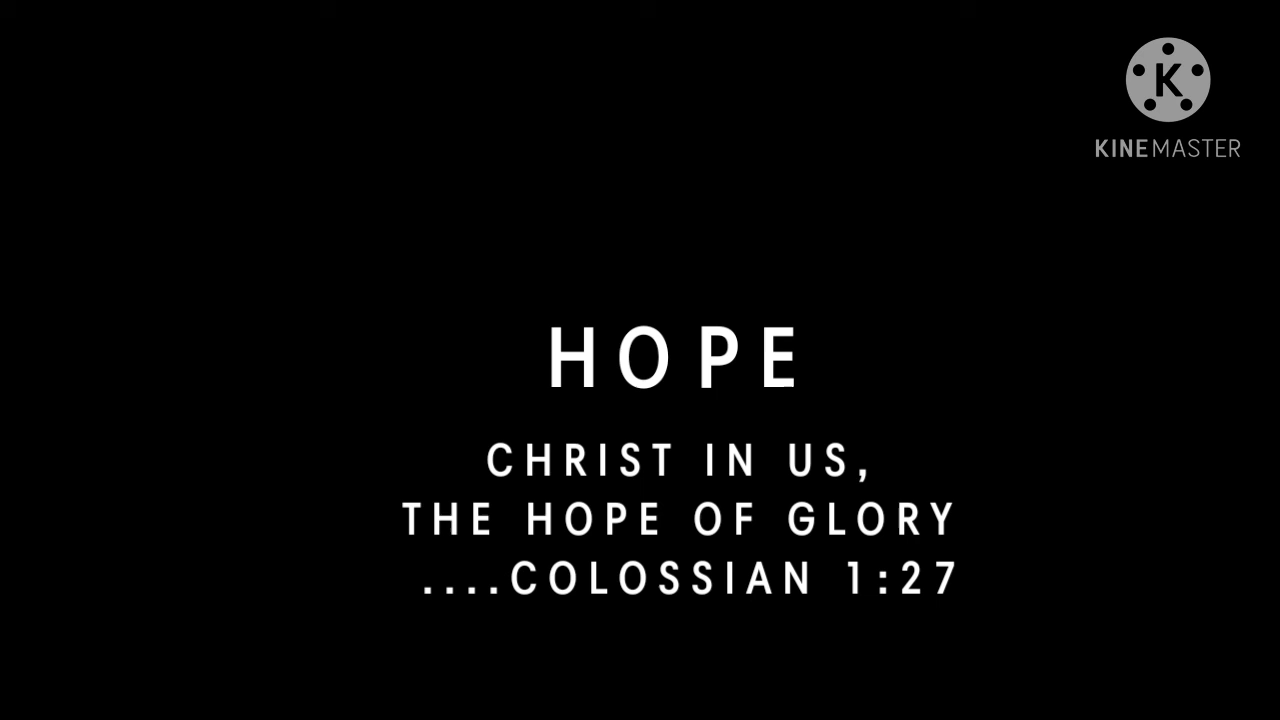 K
KINEMASTER
HOPE
CHRIST IN US,
THE HOPE OF GLORY
....COLOSSIAN 1:27